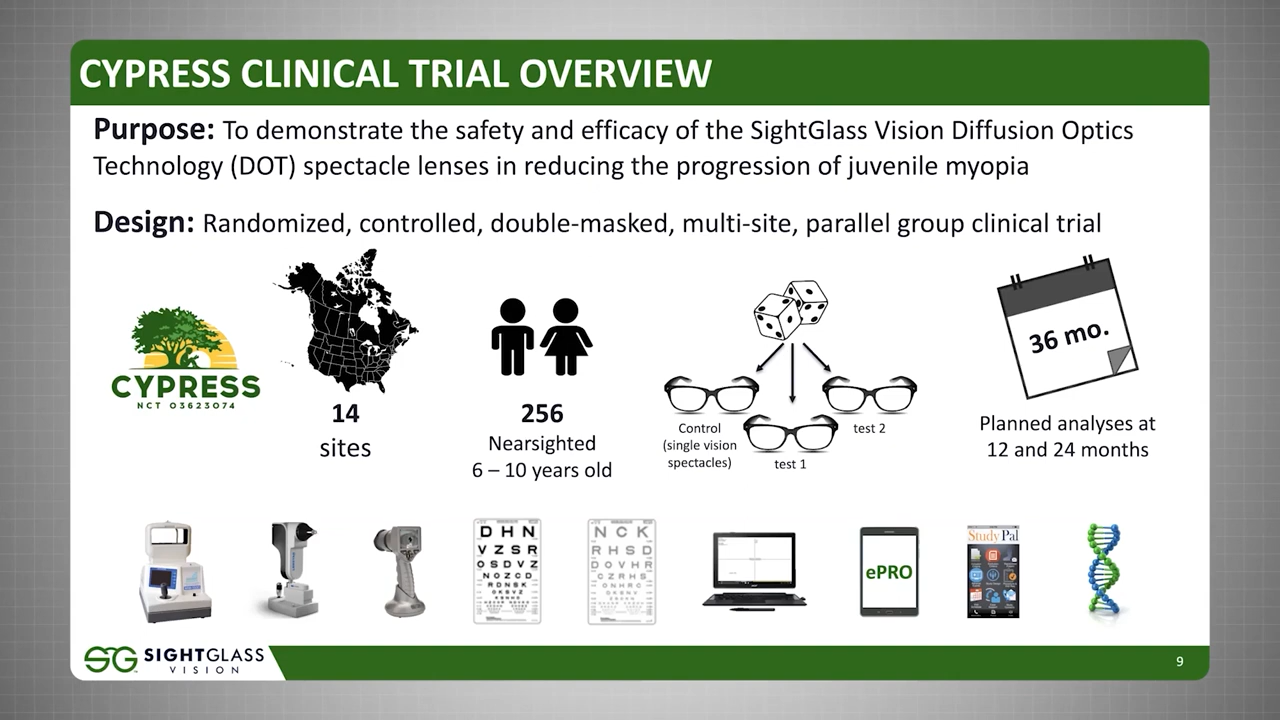 CYPRESS CLINICAL TRIAL OVERVIEW
Purpose: To demonstrate the safety and efficacy of the SightGlass Vision Diffusion Optics
Technology (DOT) spectacle lenses in reducing the progression of juvenile myopia
Design: Randomized, controlled, double-masked, multi-site, parallel group clinical trial
CYPRESS
NCT 03623074
14
sites
256
Nearsighted
6 – 10 years old
Control
(single vision
spectacles)
test 1
test 2
36 mo.
Planned analyses at
12 and 24 months
D H N
V Z S R
O S D V Z
N O Z C D
R D N S K
O K S V Z
N C K
R H S D
D O V H R
C Z R H S
O N H R C
ePRO
StudyPal
SG SIGHTGLASS
VISION
9